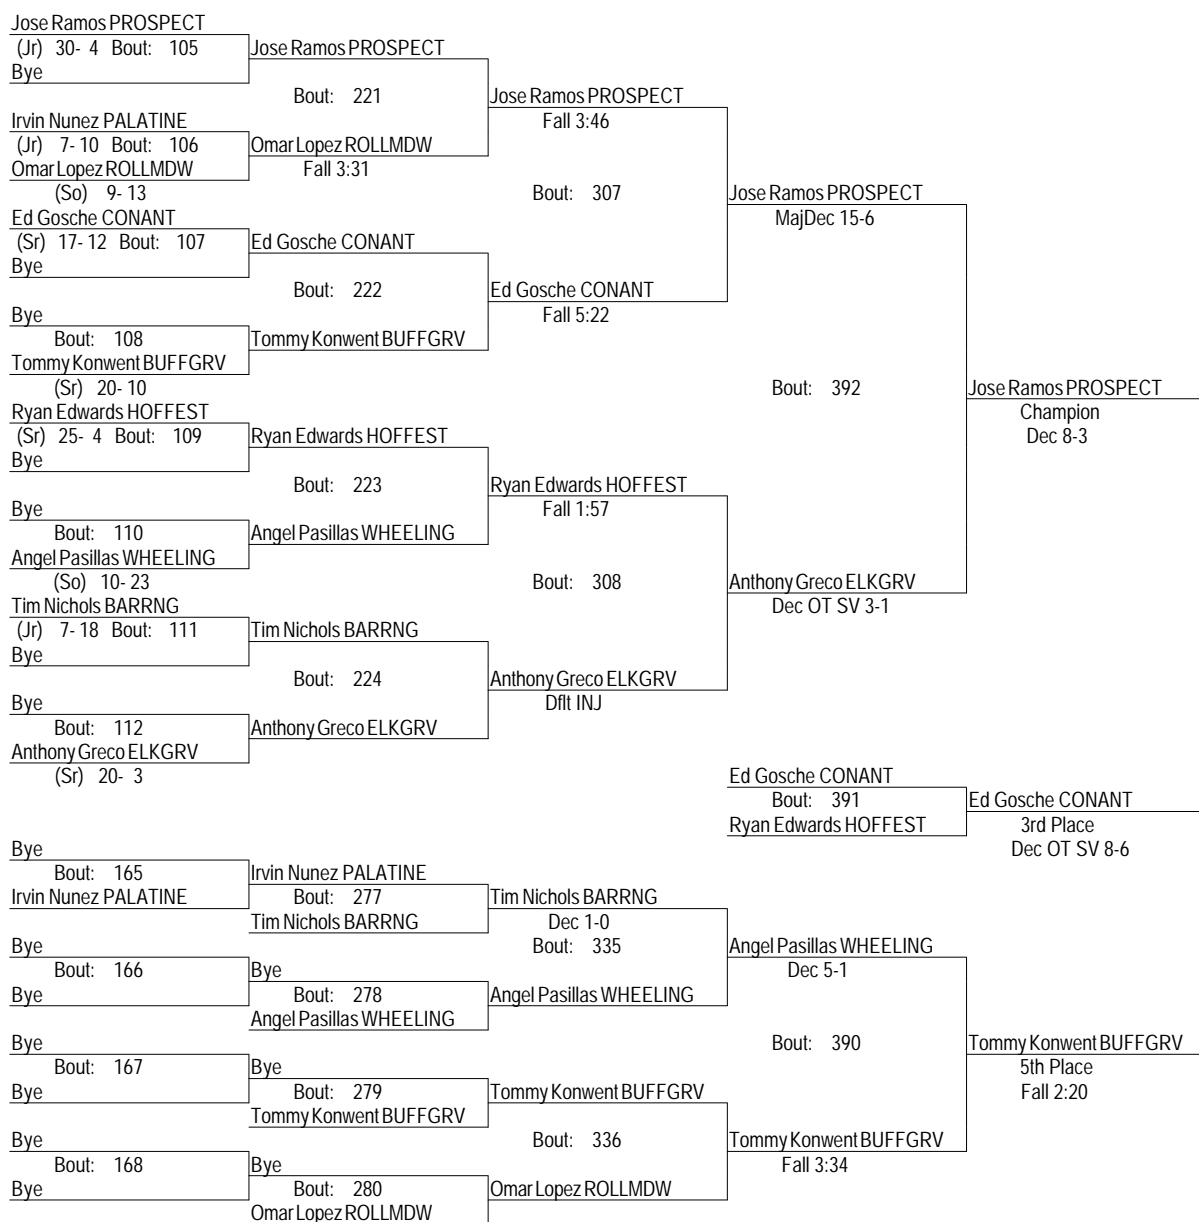 Jose Ramos PROSPECT
(Jr) 30- 4 Bout: 105 Jose Ramos PROSPECT
Bye
Bout: 221 Jose Ramos PROSPECT
Irvin Nunez PALATINE Fall 3:46
(Jr) 7- 10 Bout: 106 Omar Lopez ROLLMDW
Omar Lopez ROLLMDW Fall 3:31
(So) 9- 13 Bout: 307 Jose Ramos PROSPECT
Ed Gosche CONANT MajDec 15-6
(Sr) 17- 12 Bout: 107 Ed Gosche CONANT
Bye
Bout: 222 Ed Gosche CONANT
Bye Fall 5:22
Bout: 108 Tommy Konwent BUFFGRV
Tommy Konwent BUFFGRV
(Sr) 20- 10 Bout: 392 Jose Ramos PROSPECT
Ryan Edwards HOFFEST Champion
(Sr) 25- 4 Bout: 109 Ryan Edwards HOFFEST Dec 8-3
Bye
Bout: 223 Ryan Edwards HOFFEST
Bye Fall 1:57
Bout: 110 Angel Pasillas WHEELING
Angel Pasillas WHEELING
(So) 10- 23 Bout: 308 Anthony Greco ELKGRV
Tim Nichols BARRNG Dec OT SV 3-1
(Jr) 7- 18 Bout: 111 Tim Nichols BARRNG
Bye
Bout: 224 Anthony Greco ELKGRV
Bye Dflt INJ
Bout: 112 Anthony Greco ELKGRV
Anthony Greco ELKGRV
(Sr) 20- 3 Ed Gosche CONANT
Bout: 391 Ed Gosche CONANT
Ryan Edwards HOFFEST 3rd Place
Bye Dec OT SV 8-6
Bout: 165 Irvin Nunez PALATINE
Irvin Nunez PALATINE Bout: 277 Tim Nichols BARRNG
Tim Nichols BARRNG Dec 1-0
Bye Bout: 335 Angel Pasillas WHEELING
Bout: 166 Bye Dec 5-1
Bye Bout: 278 Angel Pasillas WHEELING
Angel Pasillas WHEELING
Bye Bout: 390 Tommy Konwent BUFFGRV
Bout: 167 Bye 5th Place
Bye Bout: 279 Tommy Konwent BUFFGRV Fall 2:20
Tommy Konwent BUFFGRV
Bye Bout: 336 Tommy Konwent BUFFGRV
Bout: 168 Bye Fall 3:34
Bye Bout: 280 Omar Lopez ROLLMDW
Omar Lopez ROLLMDW